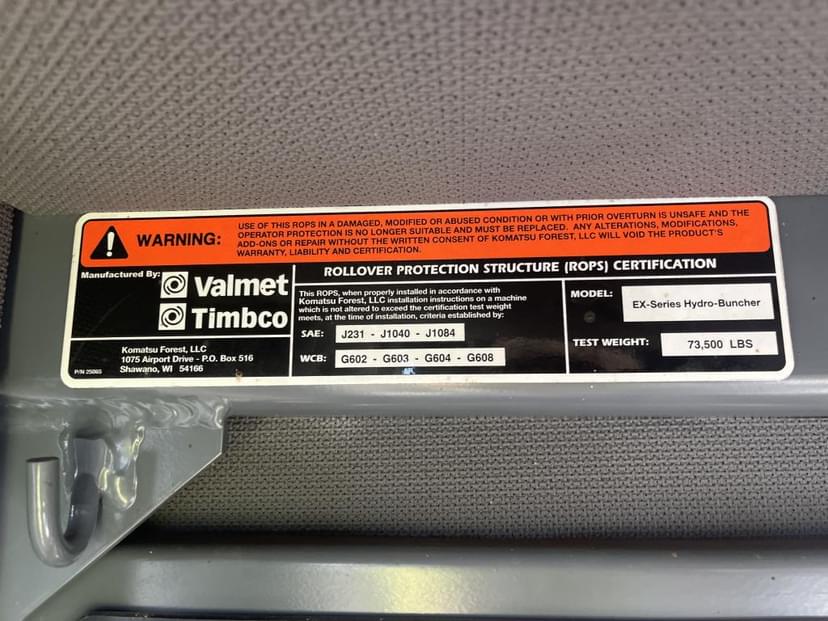 WARNING:
USE OF THIS ROPS IN A DAMAGED, MODIFIED OR ABUSED CONDITION OR WITH PRIOR OVERTURN IS UNSAFE AND THE
OPERATOR PROTECTION IS NO LONGER SUITABLE AND MUST BE REPLACED. ANY ALTERATIONS, MODIFICATIONS,
ADD-ONS OR REPAIR WITHOUT THE WRITTEN CONSENT OF KOMATSU FOREST, LLC WILL VOID THE PRODUCT'S
WARRANTY, LIABILITY AND CERTIFICATION.
Manufactured By:
Valmet
Timbco
Komatsu Forest, LLC
1075 Airport Drive - P.O. Box 516
Shawano, WI 54166
P/N 25065
ROLLOVER PROTECTION STRUCTURE (ROPS) CERTIFICATION
This ROPS, when properly installed in accordance with
Komatsu Forest, LLC installation instructions on a machine
which is not altered to exceed the certification test weight
meets, at the time of installation, criteria established by:
SAE: J231 - J1040 - J1084
WCB: G602 - G603 - G604 - G608
MODEL: EX-Series Hydro-Buncher
TEST WEIGHT: 73,500 LBS